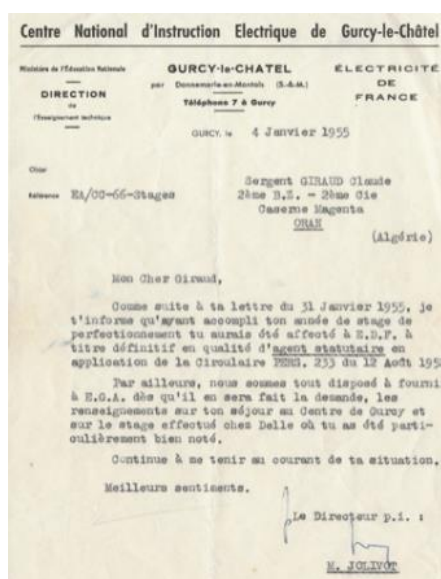 Centre National d'Instruction Electrique de Gurcy-le-Châtel
Ministère de l'Éducation Nationale
DIRECTION
de
l'Enseignement technique
GURCY-le-CHATEL
par Donnemarie-en-Montois (S.-&-M.)
Téléphone 7 à Gurcy
ÉLECTRICITÉ
DE
FRANCE
GURCY, le 4 Janvier 1955
Objet
Référence EA/CC-66-Stages
Sergent GIRAUD Claude
2ème B.Z. - 2ème Cie
Caserne Magenta
ORAN
(Algérie)
Mon Cher Giraud,
Comme suite à ta lettre du 31 Janvier 1955, je
t'informe qu'ayant accompli ton année de stage de
perfectionnement tu aurais été affecté à E.D.F. à
titre définitif en qualité d'agent statutaire en
application de la Circulaire PERS. 233 du 12 Août 195
Par ailleurs, nous sommes tout disposé à fourni
à E.G.A. dès qu'il en sera fait la demande, les
renseignements sur ton séjour au Centre de Gurcy et
sur le stage effectué chez Delle où tu as été parti-
culièrement bien noté.
Continue à me tenir au courant de ta situation.
Meilleurs sentiments.
Le Directeur p.i. :
M. JOLIVOT